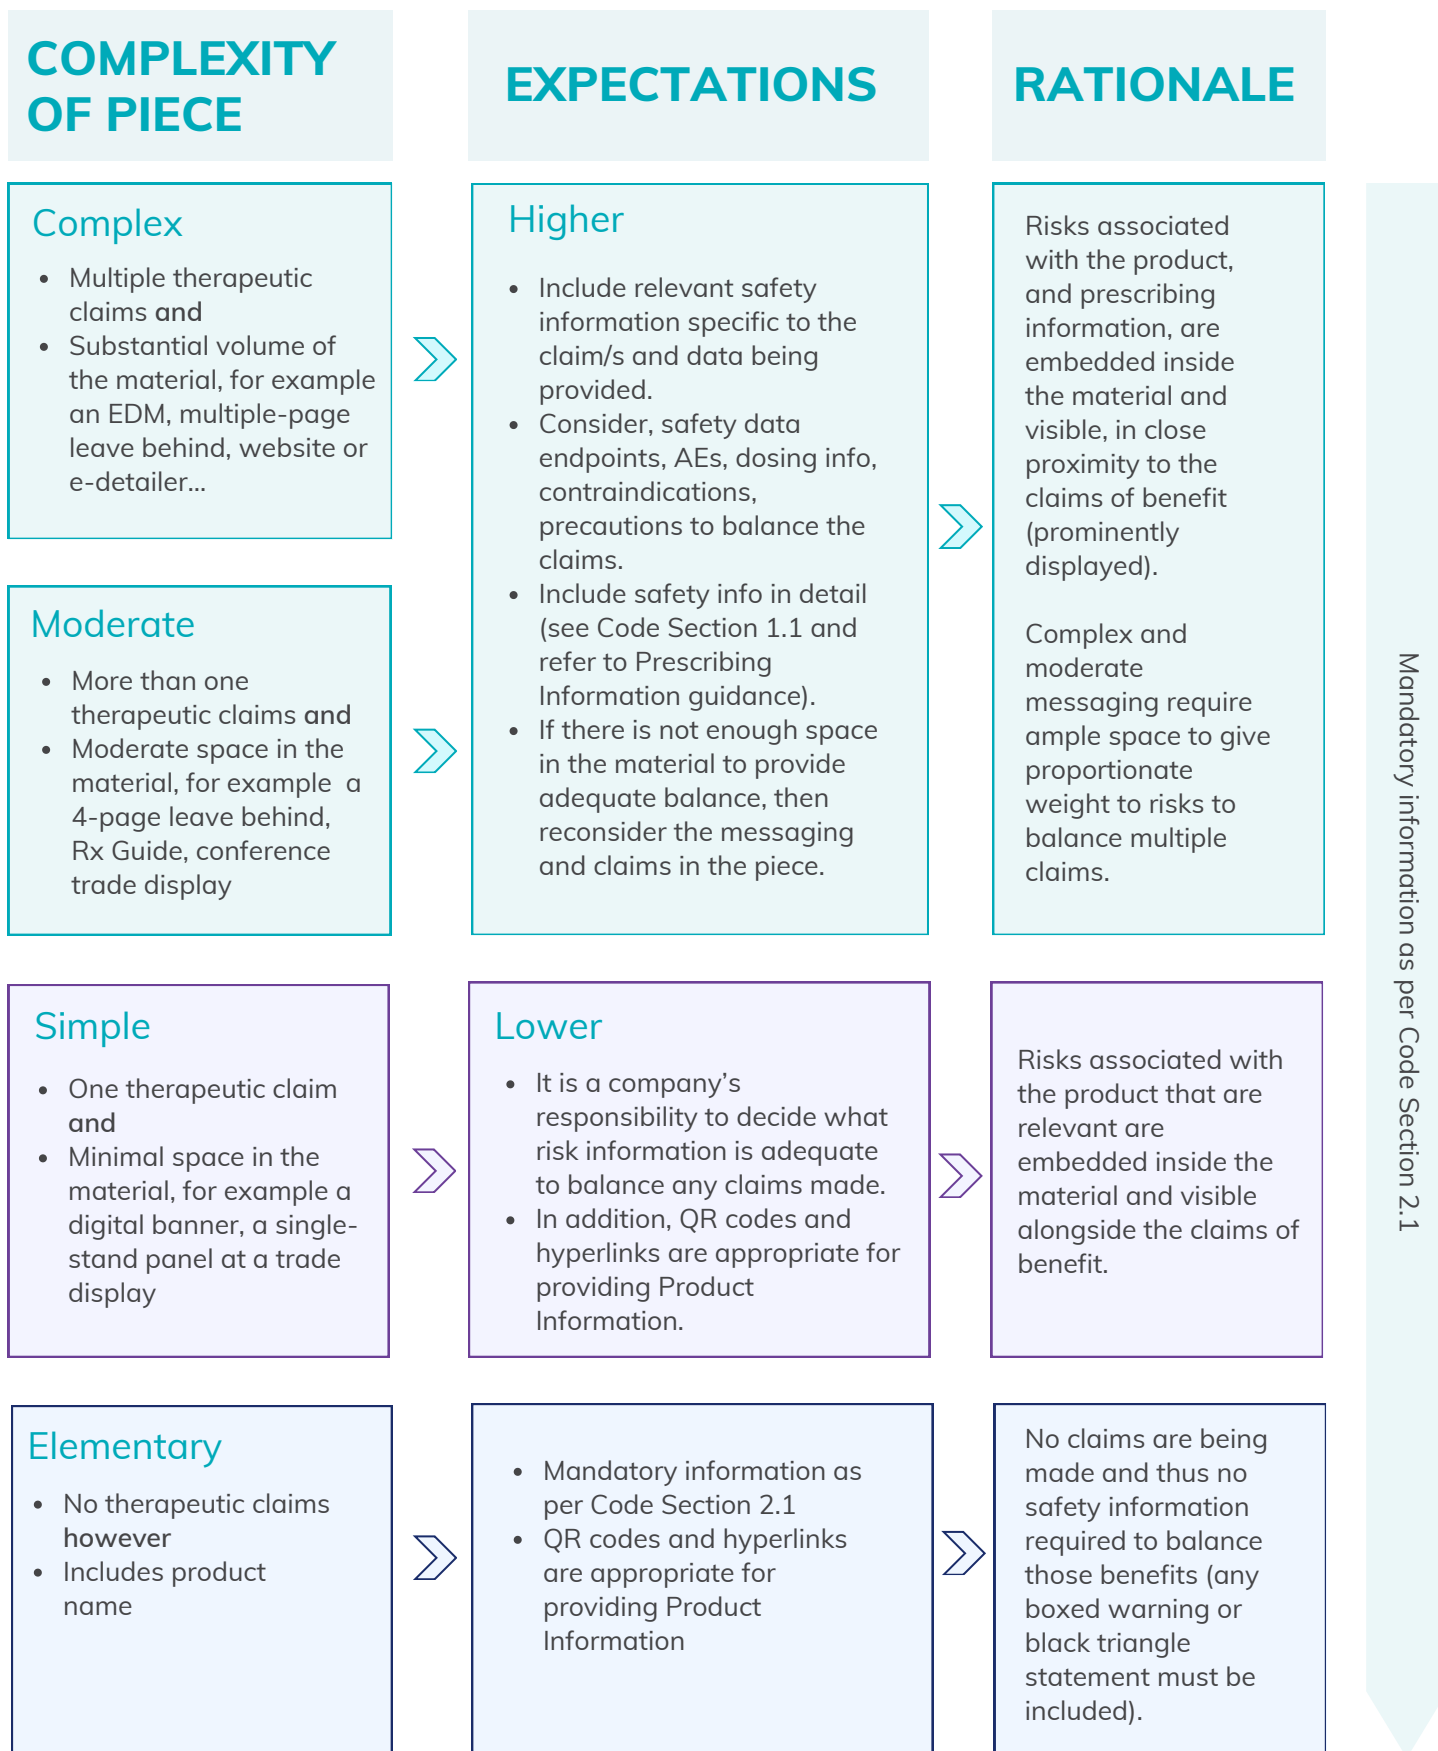 COMPLEXITY
OF PIECE
EXPECTATIONS
RATIONALE
Complex
• Multiple therapeutic
claims and
• Substantial volume of
the material, for example
an EDM, multiple-page
leave behind, website or
e-detailer...
Moderate
• More than one
therapeutic claims and
• Moderate space in the
material, for example a
4-page leave behind,
Rx Guide, conference
trade display
Higher
• Include relevant safety
information specific to the
claim/s and data being
provided.
• Consider, safety data
endpoints, AEs, dosing info,
contraindications,
precautions to balance the
claims.
• Include safety info in detail
(see Code Section 1.1 and
refer to Prescribing
Information guidance).
• If there is not enough space
in the material to provide
adequate balance, then
reconsider the messaging
and claims in the piece.
Risks associated
with the product,
and prescribing
information, are
embedded inside
the material and
visible, in close
proximity to the
claims of benefit
(prominently
displayed).
Complex and
moderate
messaging require
ample space to give
proportionate
weight to risks to
balance multiple
claims.
Simple
• One therapeutic claim
and
• Minimal space in the
material, for example a
digital banner, a single-
stand panel at a trade
display
Lower
• It is a company’s
responsibility to decide what
risk information is adequate
to balance any claims made.
• In addition, QR codes and
hyperlinks are appropriate for
providing Product
Information.
Risks associated with
the product that are
relevant are
embedded inside the
material and visible
alongside the claims of
benefit.
Elementary
• No therapeutic claims
however
• Includes product
name
• Mandatory information as
per Code Section 2.1
• QR codes and hyperlinks
are appropriate for
providing Product
Information
No claims are being
made and thus no
safety information
required to balance
those benefits (any
boxed warning or
black triangle
statement must be
included).
Mandatory information as per Code Section 2.1